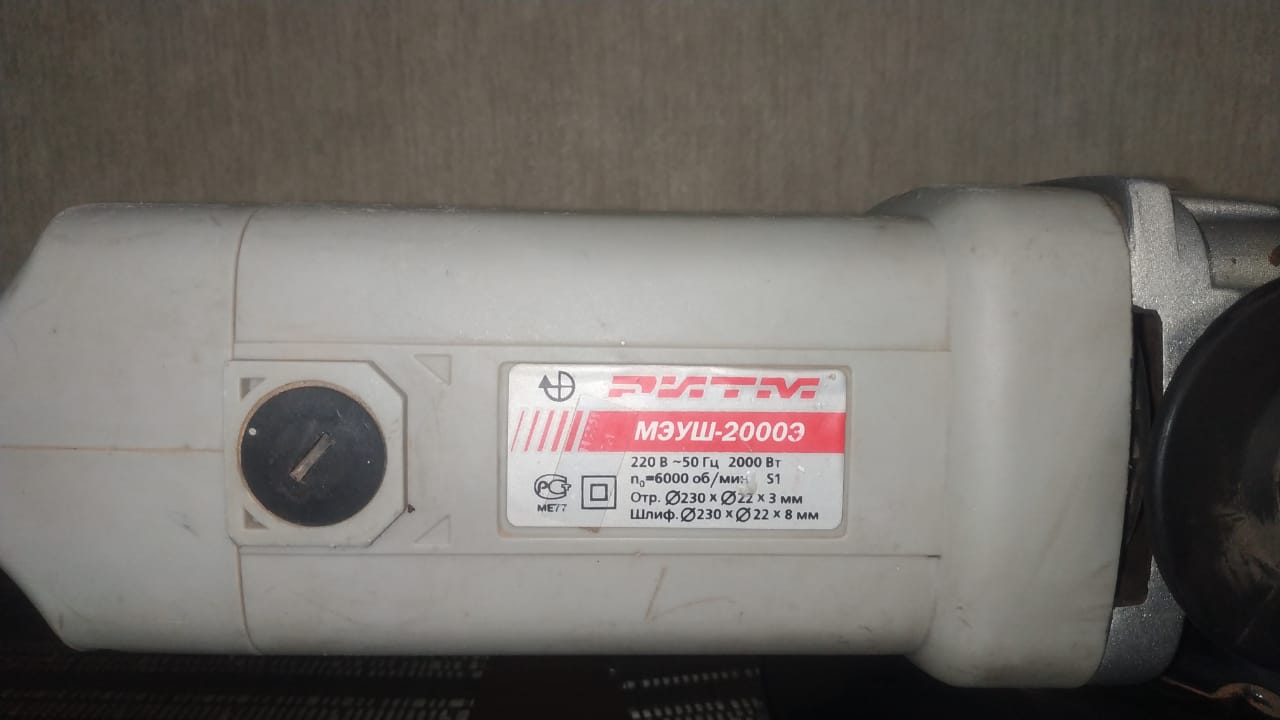 РИТМ
МЭУШ-2000Э
220 В ~50 Гц 2000 Вт
n₀=6000 об/мин S1
Отр. Ø230 x Ø22 x 3 мм
Шлиф. Ø230 x Ø22 x 8 мм
РСТ
МЕ77